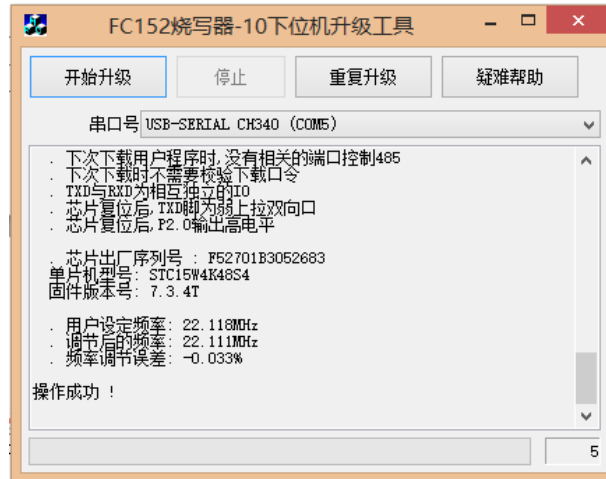 FC152烧写器-10下位机升级工具
开始升级 停止 重复升级 疑难帮助
串口号 USB-SERIAL CH340 (COM5)
. 下次下载用户程序时,没有相关的端口控制485
. 下次下载时不需要校验下载口令
. TXD与RXD为相互独立的IO
. 芯片复位后,TXD脚为弱上拉双向口
. 芯片复位后,P2.0输出高电平
. 芯片出厂序列号 : F52701B3052683
单片机型号: STC15W4K48S4
固件版本号: 7.3.4T
. 用户设定频率: 22.118MHz
. 调节后的频率: 22.111MHz
. 频率调节误差: -0.033%
操作成功 !
5